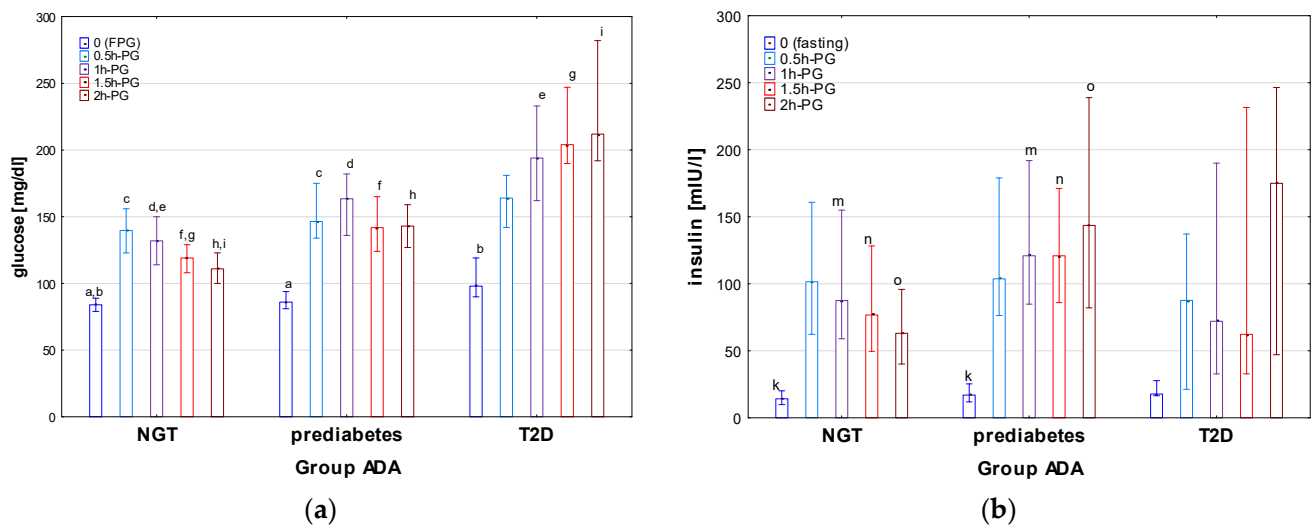 300
250
200
150
100
50
0
glucose [mg/dl]
0 (FPG)
0.5h-PG
1h-PG
1.5h-PG
2h-PG
a,b
c
d,e
f,g
h,i
a
c
d
f
h
b
e
g
i
NGT prediabetes T2D
Group ADA
(a)
300
250
200
150
100
50
0
insulin [mIU/l]
0 (fasting)
0.5h-PG
1h-PG
1.5h-PG
2h-PG
k
m
n
o
k
m
n
o
NGT prediabetes T2D
Group ADA
(b)